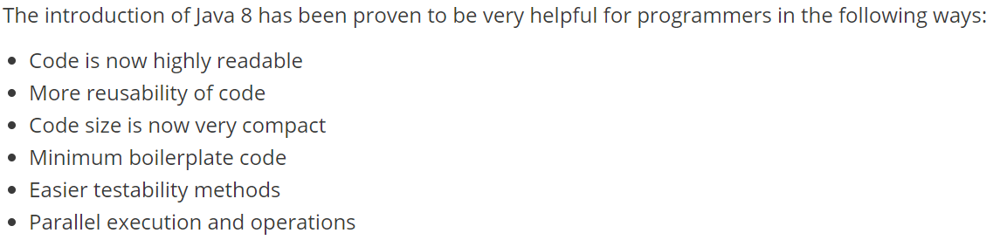 The introduction of Java 8 has been proven to be very helpful for programmers in the following ways:
• Code is now highly readable
• More reusability of code
• Code size is now very compact
• Minimum boilerplate code
• Easier testability methods
• Parallel execution and operations